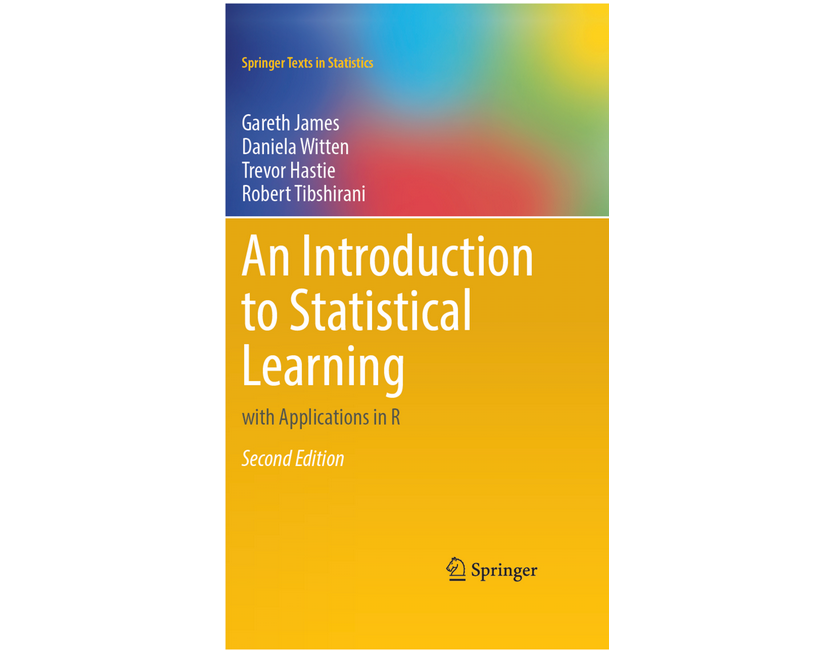 Springer Texts in Statistics
Gareth James
Daniela Witten
Trevor Hastie
Robert Tibshirani
An Introduction
to Statistical
Learning
with Applications in R
Second Edition
Springer